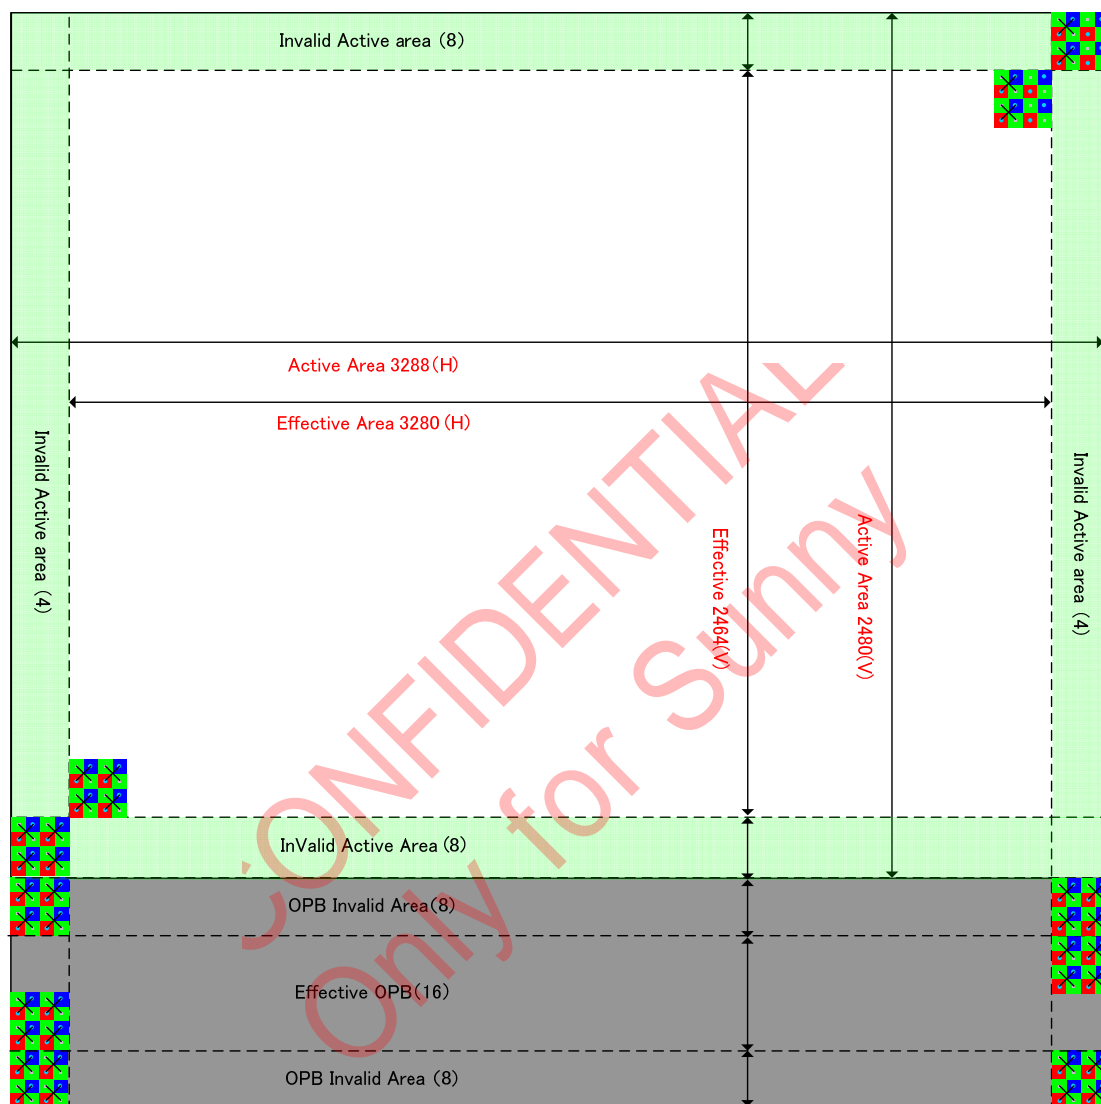 Invalid Active area (8)
Active Area 3288(H)
Effective Area 3280(H)
Invalid Active area (4)
Invalid Active area (4)
Effective 2464(V)
Active Area 2480(V)
CONFIDENTIAL
Only for Sunny
InValid Active Area(8)
OPB Invalid Area(8)
Effective OPB(16)
OPB Invalid Area (8)